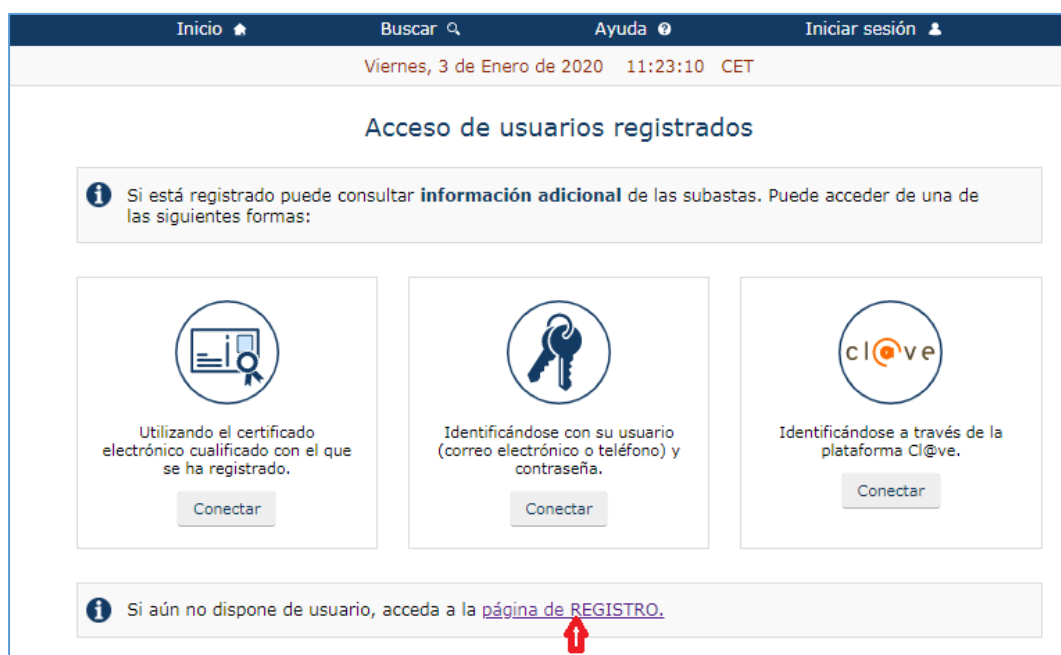 Inicio
Buscar
Ayuda
Iniciar sesión
Viernes, 3 de Enero de 2020 11:23:10 CET
Acceso de usuarios registrados
Si está registrado puede consultar información adicional de las subastas. Puede acceder de una de
las siguientes formas:
Utilizando el certificado
electrónico cualificado con el que
se ha registrado.
Conectar
Identificándose con su usuario
(correo electrónico o teléfono) y
contraseña.
Conectar
cl@ve
Identificándose a través de la
plataforma Cl@ve.
Conectar
Si aún no dispone de usuario, acceda a la página de REGISTRO.